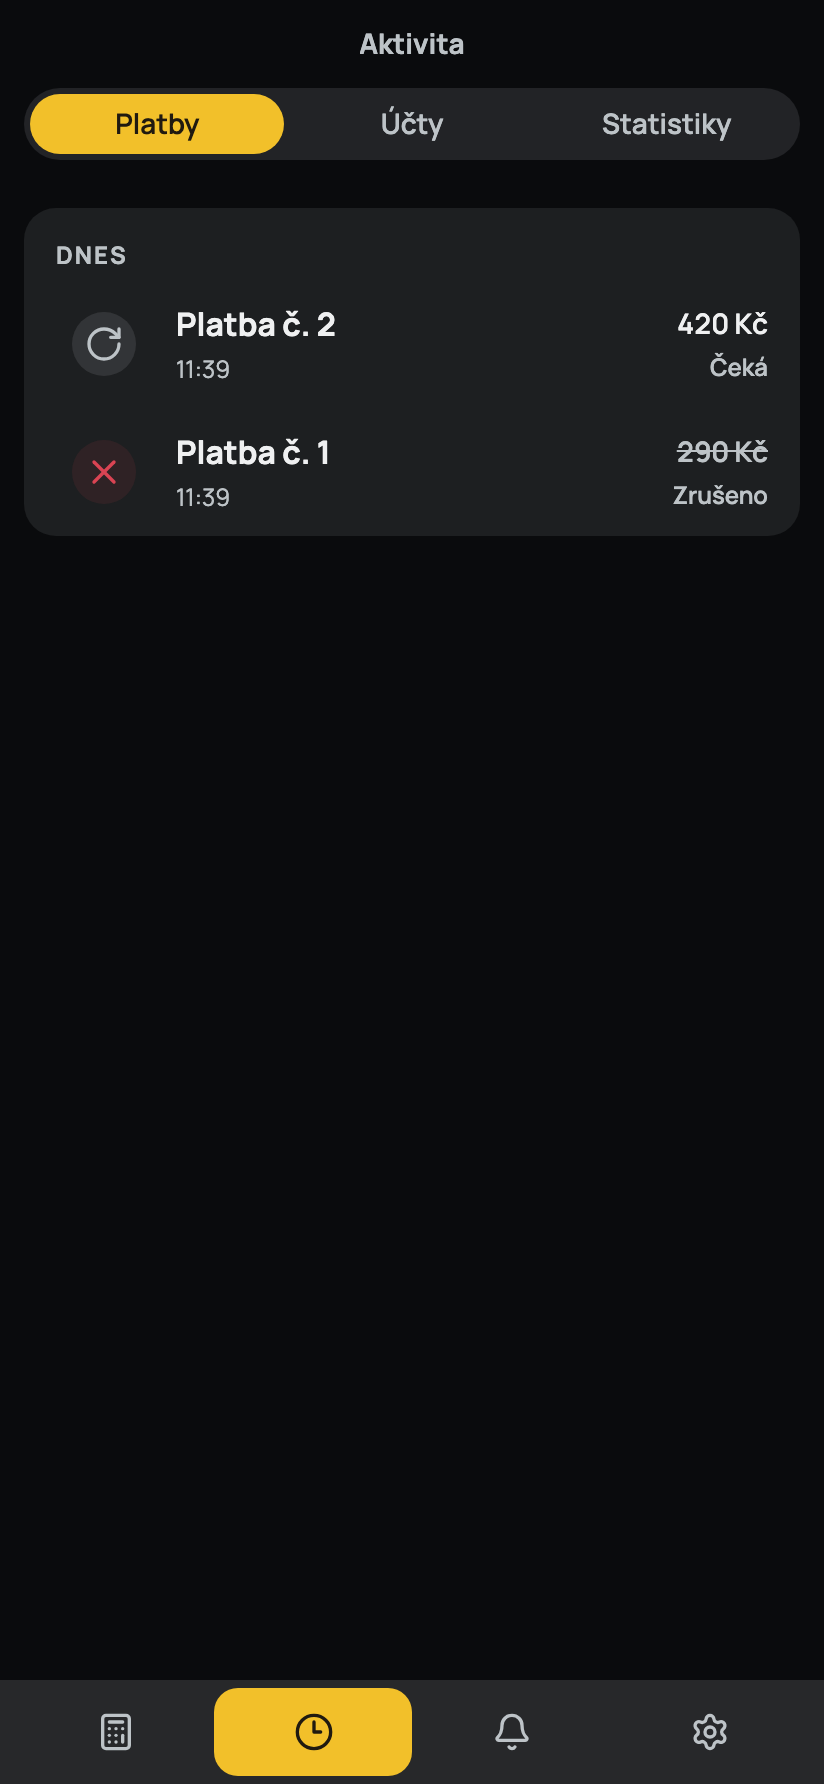 Aktivita
Platby
Účty
Statistiky
DNES
Platba č. 2
420 Kč
11:39
Čeká
Platba č. 1
290 Kč
11:39
Zrušeno